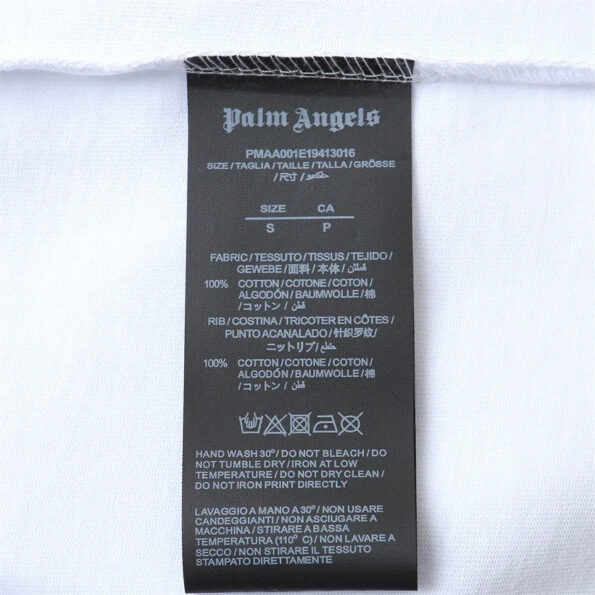 Palm Angels
PMAA001E19413016
SIZE / TAGLIA / TAILLE / TALLA / GRÖSSE
/ 尺寸 /
SIZE CA
S P
FABRIC / TESSUTO / TISSUS / TEJIDO /
GEWEBE / 面料 / 本体 /
100% COTTON / COTONE / COTON /
ALGODÓN / BAUMWOLLE / 棉
/ コットン / قطن
RIB / COSTINA / TRICOTER EN CÔTES /
PUNTO ACANALADO / 针织罗纹 /
ニットリブ /
100% COTTON / COTONE / COTON /
ALGODÓN / BAUMWOLLE / 棉
/ コットン / قطن
HAND WASH 30° / DO NOT BLEACH / DO
NOT TUMBLE DRY / IRON AT LOW
TEMPERATURE / DO NOT DRY CLEAN /
DO NOT IRON PRINT DIRECTLY
LAVAGGIO A MANO A 30° / NON USARE
CANDEGGIANTI / NON ASCIUGARE A
MACCHINA / STIRARE A BASSA
TEMPERATURA (110° C) / NON LAVARE A
SECCO / NON STIRARE IL TESSUTO
STAMPATO DIRETTAMENTE